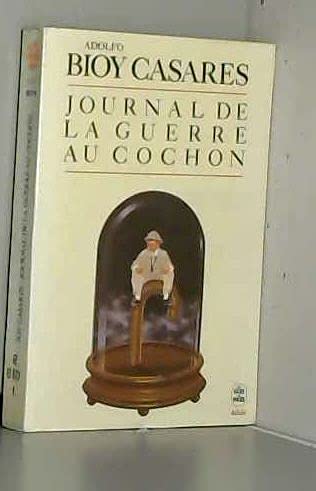 ADOLFO
BIOY CASARES
JOURNAL DE
LA GUERRE
AU COCHON